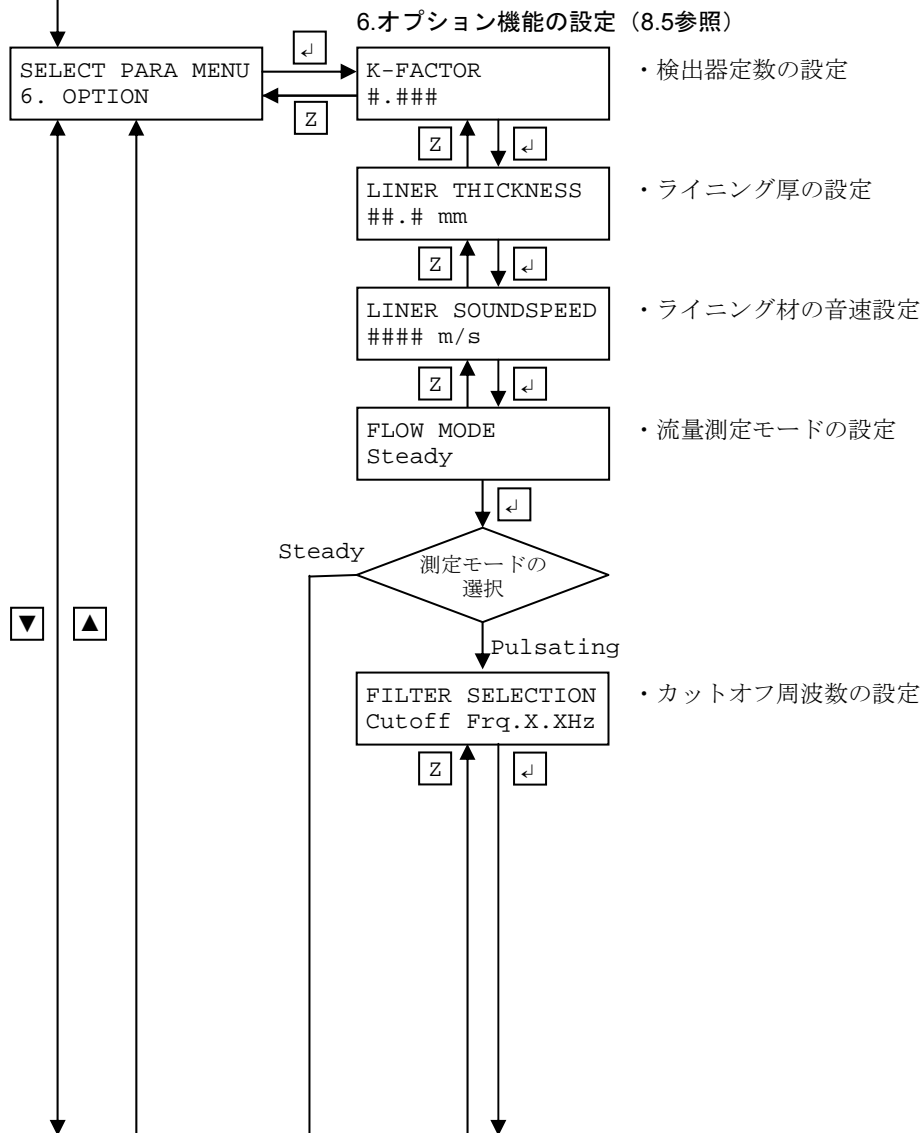 6.オプション機能の設定（8.5参照）
SELECT PARA MENU
6. OPTION
↲
Z
K-FACTOR
#.###
・検出器定数の設定
Z
↲
LINER THICKNESS
##.# mm
・ライニング厚の設定
Z
↲
LINER SOUNDSPEED
#### m/s
・ライニング材の音速設定
Z
↲
FLOW MODE
Steady
・流量測定モードの設定
↲
Steady
測定モードの
選択
▼
▲
Pulsating
FILTER SELECTION
Cutoff Frq.X.XHz
・カットオフ周波数の設定
Z
↲